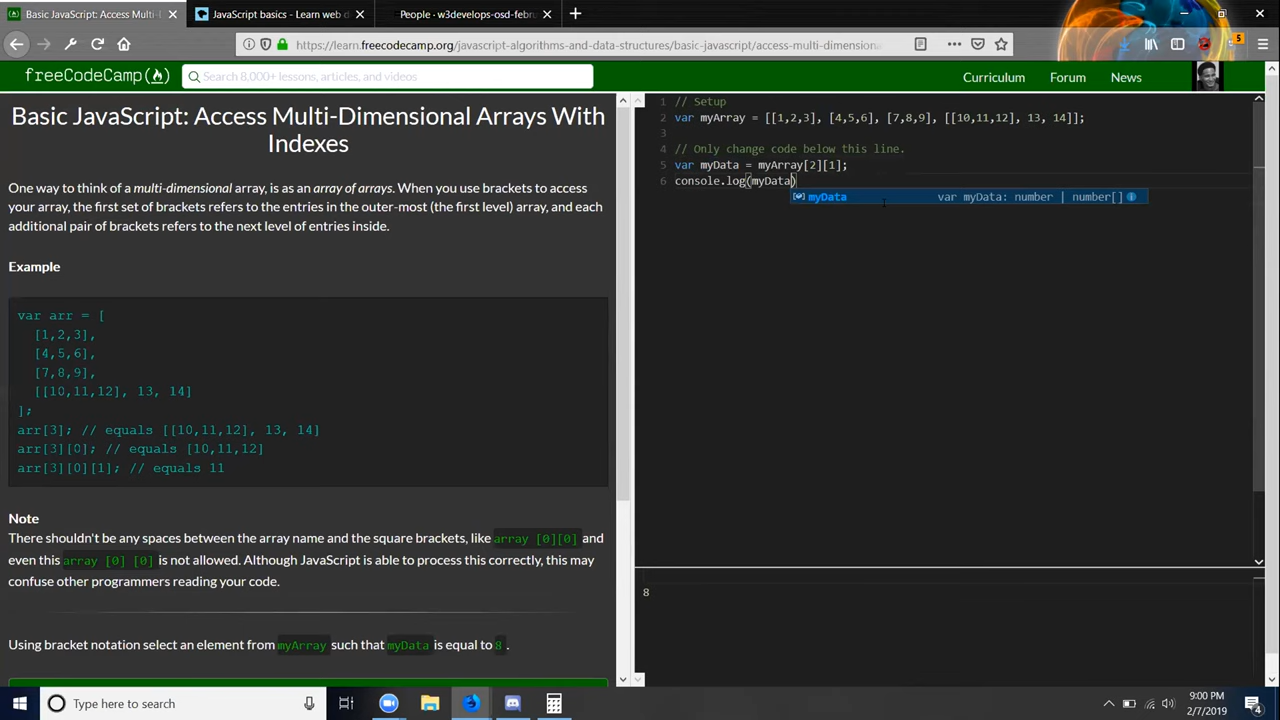 Basic JavaScript: Access Multi-
JavaScript basics - Learn web d
People · w3develops-osd-febru
https://learn.freecodecamp.org/javascript-algorithms-and-data-structures/basic-javascript/access-multi-dimensional
5
freeCodeCamp
Search 8,000+ lessons, articles, and videos
Curriculum
Forum
News
Basic JavaScript: Access Multi-Dimensional Arrays With
Indexes
One way to think of a multi-dimensional array, is as an array of arrays. When you use brackets to access
your array, the first set of brackets refers to the entries in the outer-most (the first level) array, and each
additional pair of brackets refers to the next level of entries inside.
Example
var arr = [
[1,2,3],
[4,5,6],
[7,8,9],
[[10,11,12], 13, 14]
];
arr[3]; // equals [[10,11,12], 13, 14]
arr[3][0]; // equals [10,11,12]
arr[3][0][1]; // equals 11
Note
There shouldn't be any spaces between the array name and the square brackets, like array [0][0] and
even this array [0] [0] is not allowed. Although JavaScript is able to process this correctly, this may
confuse other programmers reading your code.
Using bracket notation select an element from myArray such that myData is equal to 8 .
1 // Setup
2 var myArray = [[1,2,3], [4,5,6], [7,8,9], [[10,11,12], 13, 14]];
3
4 // Only change code below this line.
5 var myData = myArray[2][1];
6 console.log(myData)
myData var myData: number | number[]
8
Type here to search
9:00 PM
2/7/2019
4